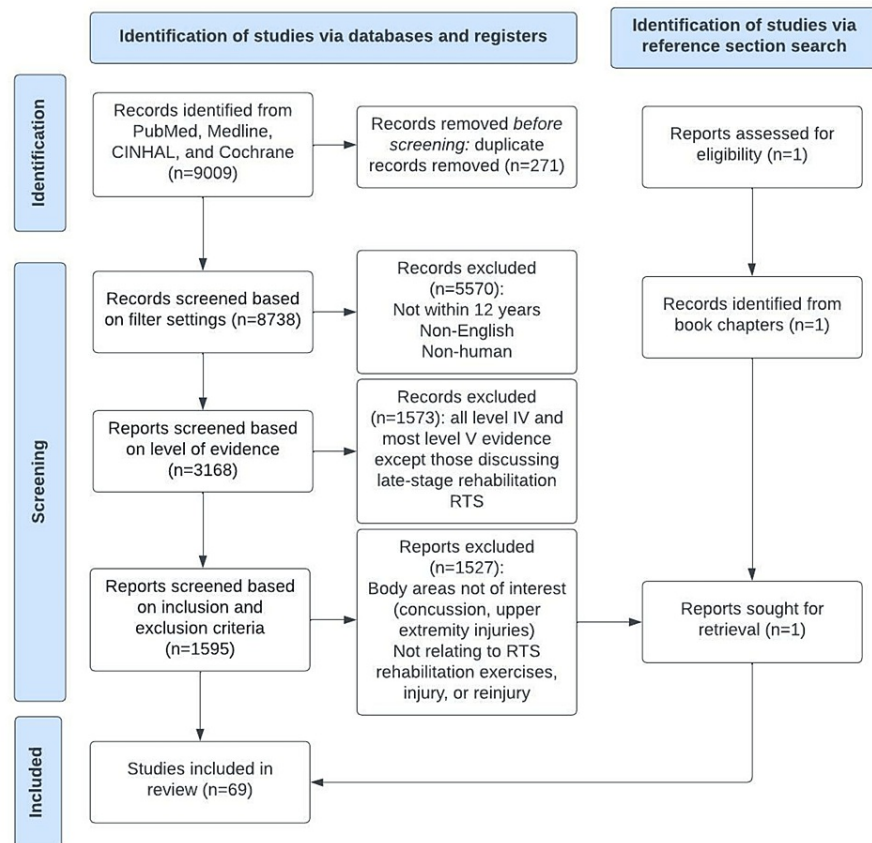 Identification of studies via databases and registers
Identification of studies via
reference section search
Identification
Records identified from
PubMed, Medline,
CINHAL, and Cochrane
(n=9009)
Records removed before
screening: duplicate
records removed (n=271)
Reports assessed for
eligibility (n=1)
Screening
Records screened based
on filter settings (n=8738)
Records excluded
(n=5570):
Not within 12 years
Non-English
Non-human
Records identified from
book chapters (n=1)
Reports screened based
on level of evidence
(n=3168)
Records excluded
(n=1573): all level IV and
most level V evidence
except those discussing
late-stage rehabilitation
RTS
Reports screened based
on inclusion and
exclusion criteria
(n=1595)
Reports excluded
(n=1527):
Body areas not of interest
(concussion, upper
extremity injuries)
Not relating to RTS
rehabilitation exercises,
injury, or reinjury
Reports sought for
retrieval (n=1)
Included
Studies included in
review (n=69)